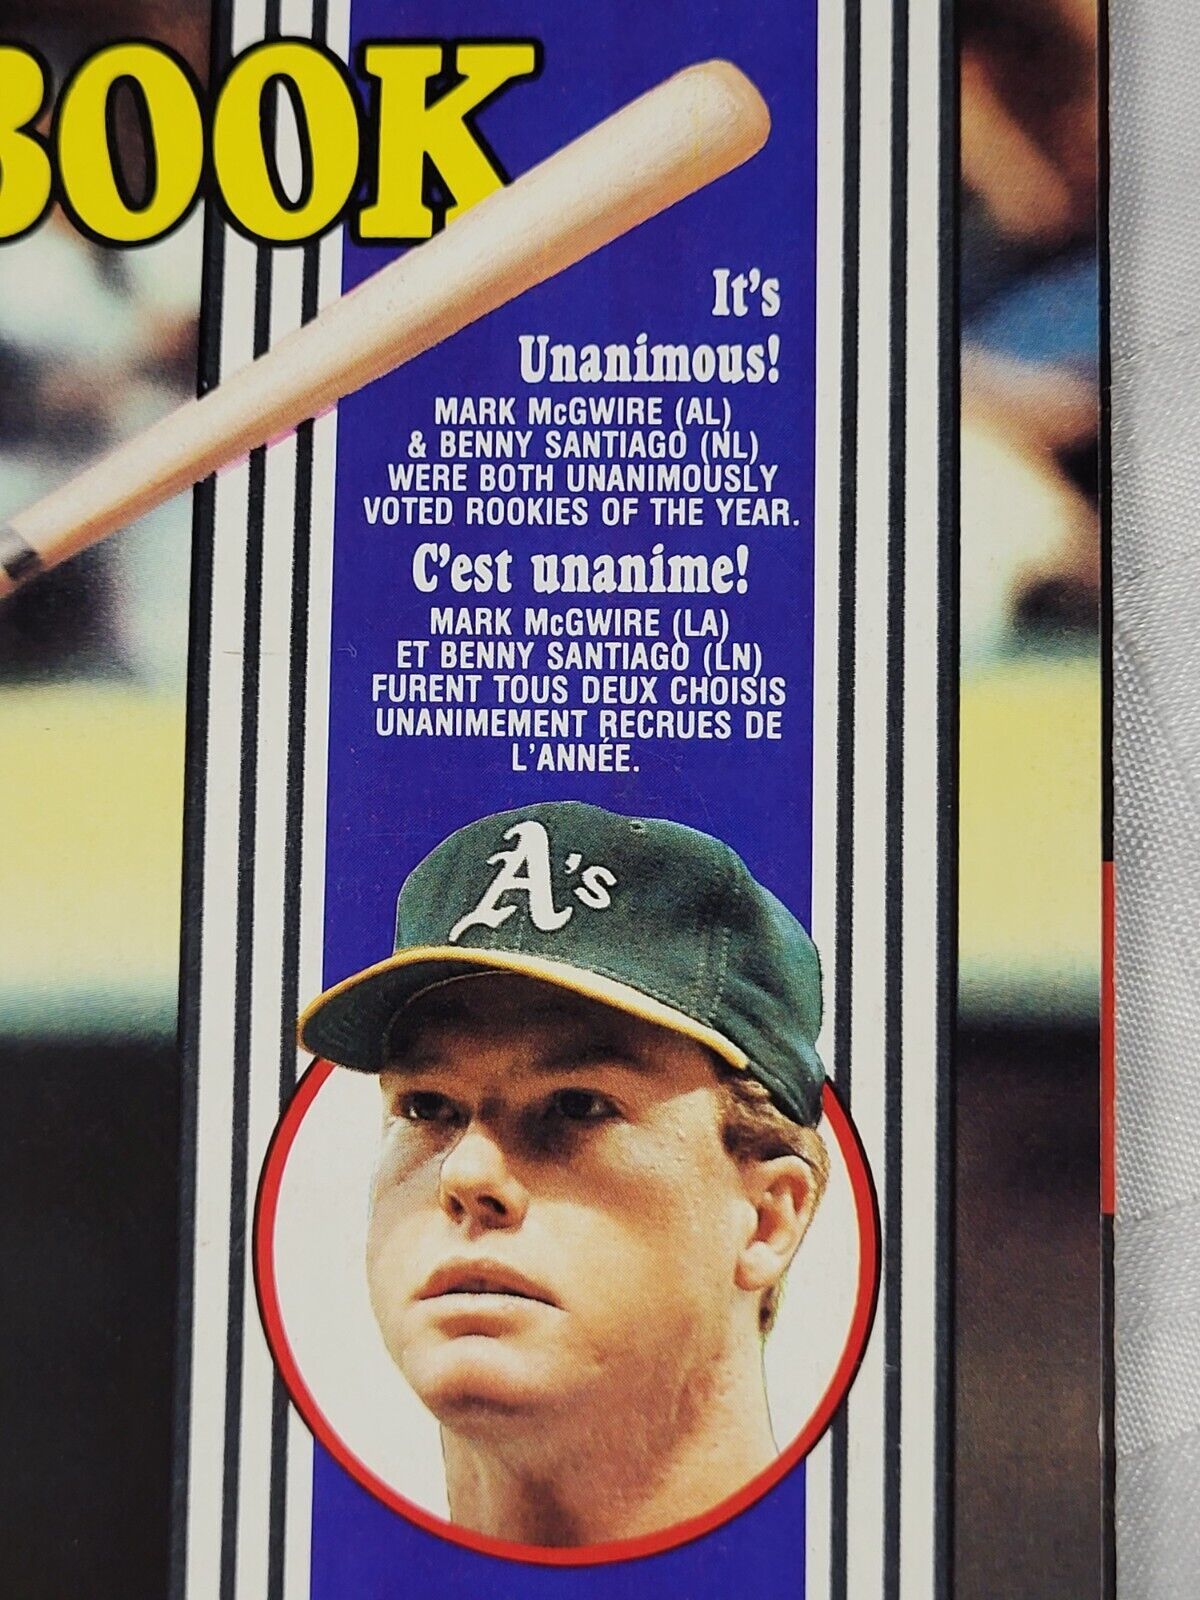 BOOK
It's
Unanimous!
MARK McGWIRE (AL)
& BENNY SANTIAGO (NL)
WERE BOTH UNANIMOUSLY
VOTED ROOKIES OF THE YEAR.
C'est unanime!
MARK McGWIRE (LA)
ET BENNY SANTIAGO (LN)
FURENT TOUS DEUX CHOISIS
UNANIMEMENT RECRUES DE
L'ANNÉE.
A's